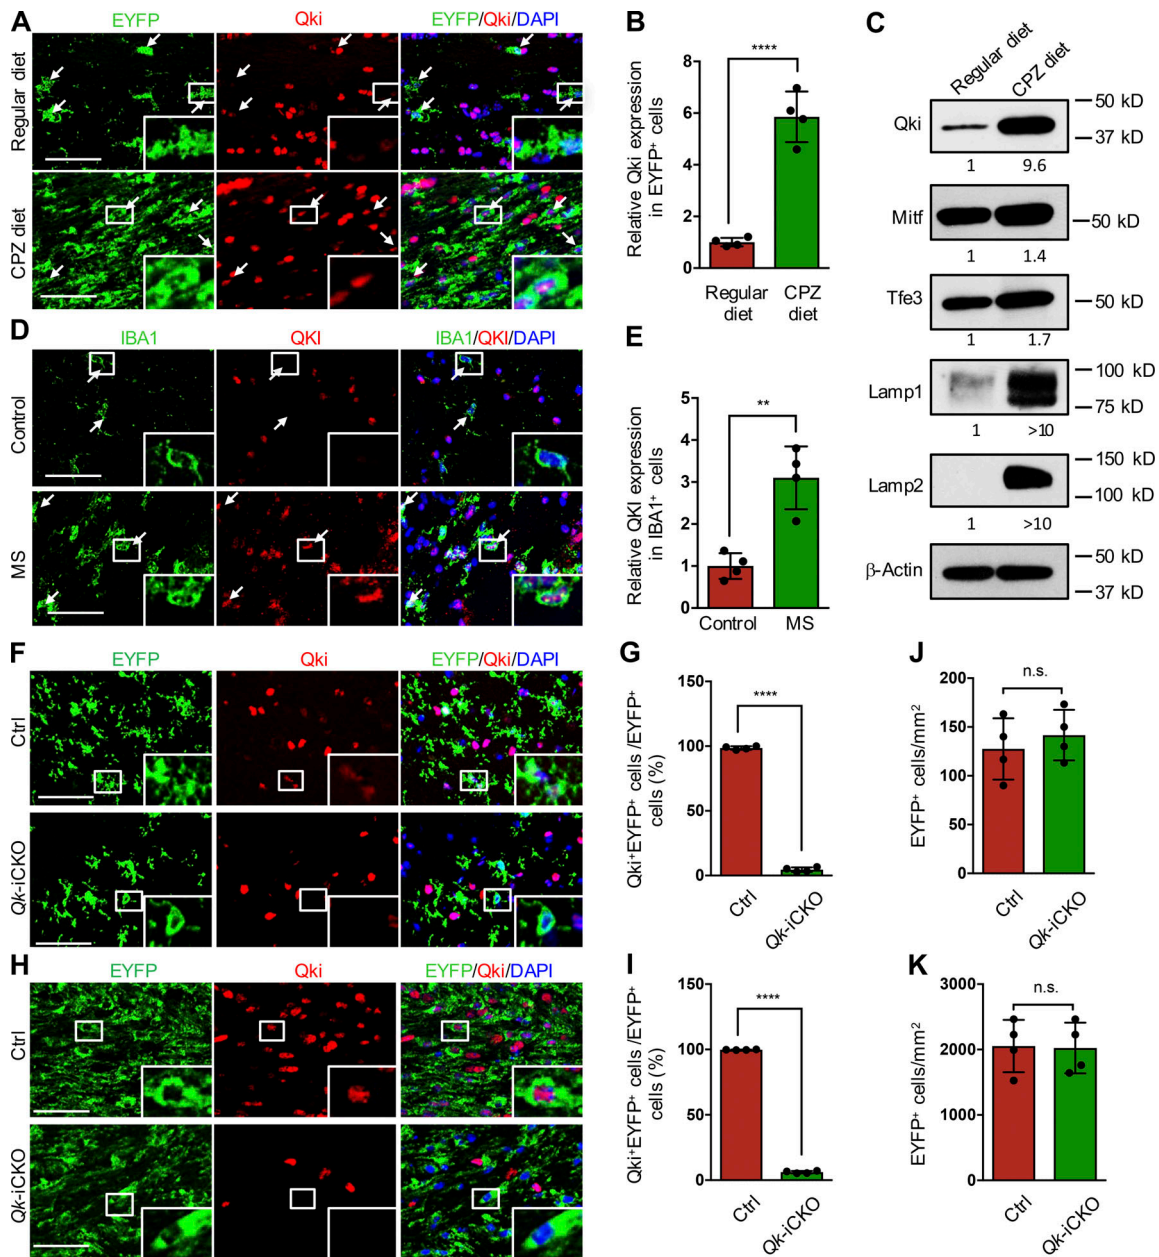 A
EYFP
Qki
EYFP/Qki/DAPI
Regular diet
CPZ diet
B
****
Relative Qki expression
in EYFP+ cells
8
6
4
2
0
Regular
diet
CPZ
diet
C
Regular diet
CPZ diet
Qki
50 kD
37 kD
1
9.6
Mitf
50 kD
1
1.4
Tfe3
50 kD
1
1.7
Lamp1
100 kD
75 kD
1
>10
Lamp2
150 kD
100 kD
1
>10
β-Actin
50 kD
37 kD
D
IBA1
QKI
IBA1/QKI/DAPI
Control
MS
E
**
Relative QKI expression
in IBA1+ cells
5
4
3
2
1
0
Control
MS
F
EYFP
Qki
EYFP/Qki/DAPI
Ctrl
Qk-iCKO
G
****
Qki+EYFP+ cells /EYFP+
cells (%)
150
100
50
0
Ctrl
Qk-iCKO
J
n.s.
EYFP+ cells/mm2
200
150
100
50
0
Ctrl
Qk-iCKO
H
EYFP
Qki
EYFP/Qki/DAPI
Ctrl
Qk-iCKO
I
****
Qki+EYFP+ cells /EYFP+
cells (%)
150
100
50
0
Ctrl
Qk-iCKO
K
n.s.
EYFP+ cells/mm2
3000
2000
1000
0
Ctrl
Qk-iCKO